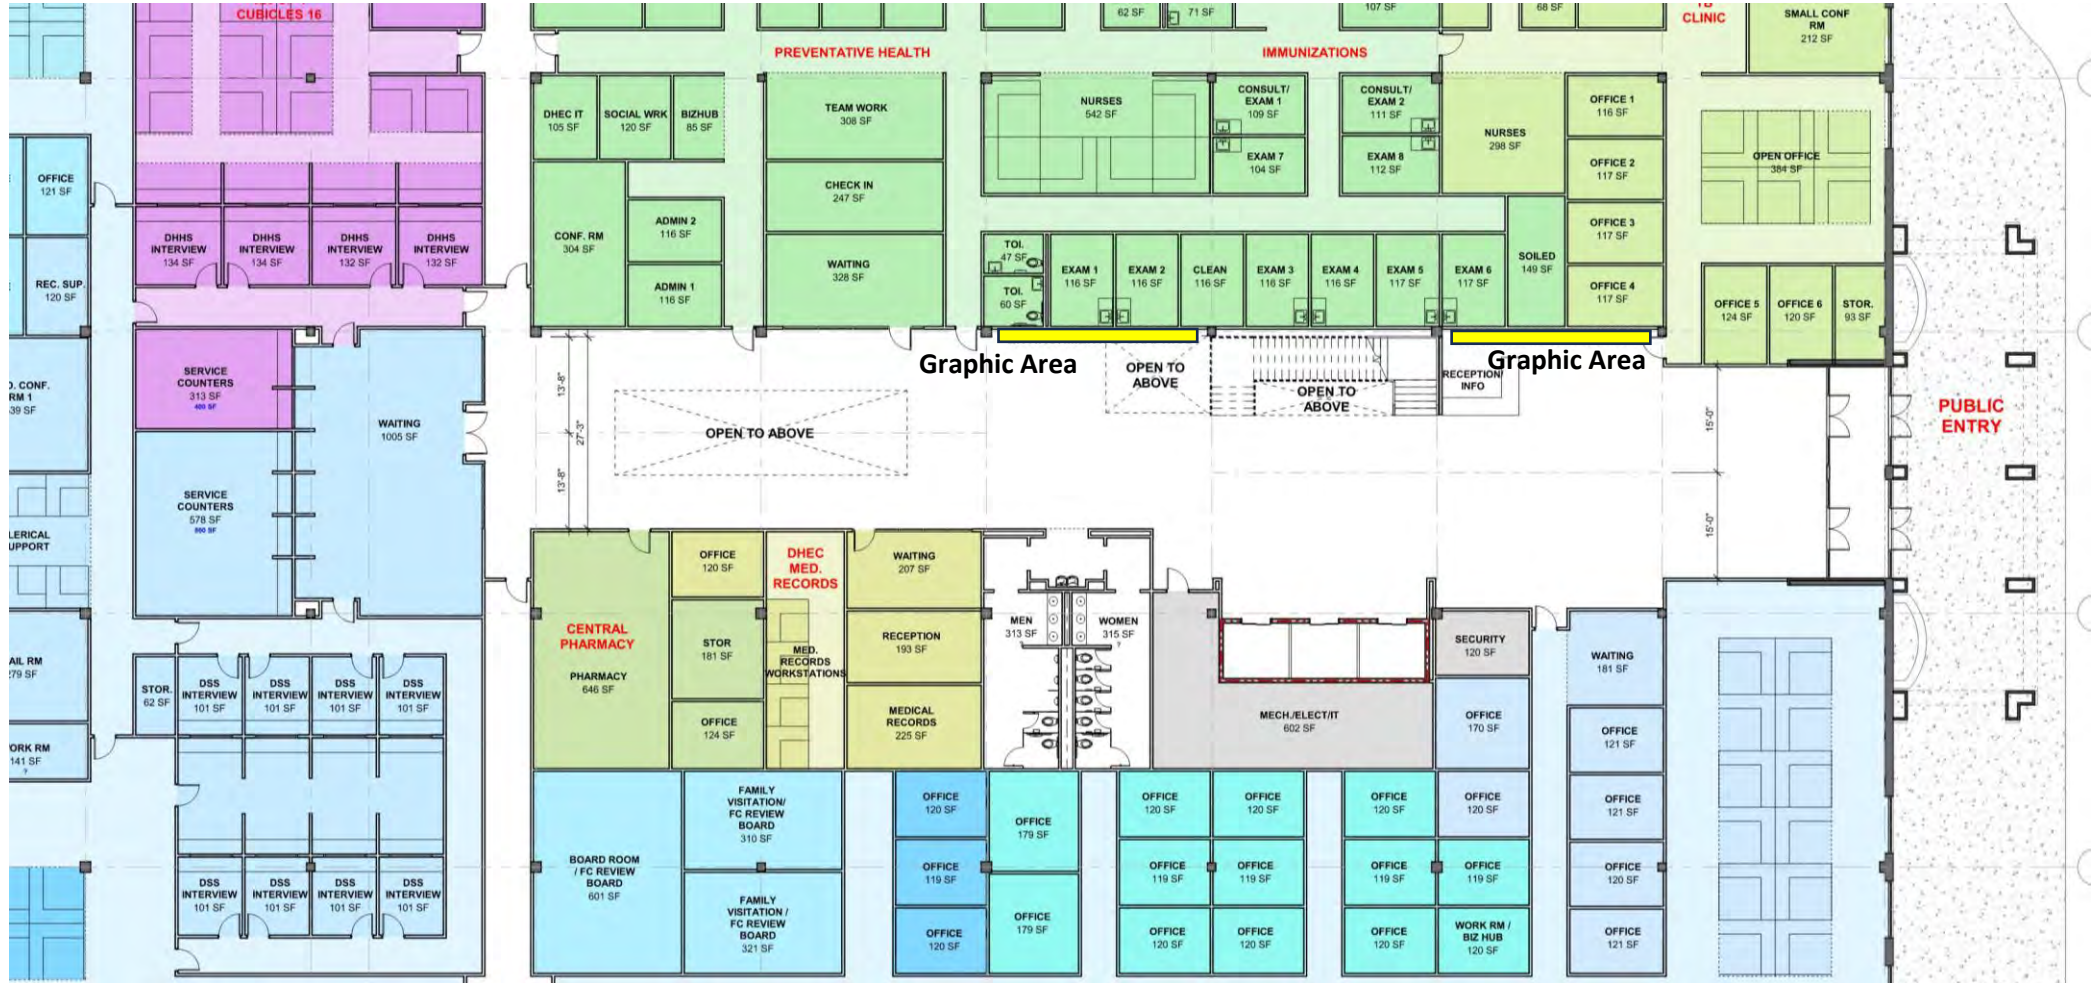 CUBICLES 16
PREVENTATIVE HEALTH
IMMUNIZATIONS
CLINIC
62 SF
71 SF
107 SF
68 SF
SMALL CONF
RM
212 SF
DHEC IT
105 SF
SOCIAL WRK
120 SF
BIZHUB
85 SF
TEAM WORK
308 SF
NURSES
542 SF
CONSULT/
EXAM 1
109 SF
CONSULT/
EXAM 2
111 SF
NURSES
298 SF
OFFICE 1
116 SF
EXAM 7
104 SF
EXAM 8
112 SF
OFFICE 2
117 SF
OPEN OFFICE
384 SF
OFFICE
121 SF
CHECK IN
247 SF
CONF. RM
304 SF
ADMIN 2
116 SF
OFFICE 3
117 SF
DHHS
INTERVIEW
134 SF
DHHS
INTERVIEW
134 SF
DHHS
INTERVIEW
132 SF
DHHS
INTERVIEW
132 SF
WAITING
328 SF
TOI.
47 SF
TOI.
60 SF
EXAM 1
116 SF
EXAM 2
116 SF
CLEAN
116 SF
EXAM 3
116 SF
EXAM 4
116 SF
EXAM 5
117 SF
EXAM 6
117 SF
SOILED
149 SF
REC. SUP.
120 SF
ADMIN 1
116 SF
OFFICE 4
117 SF
OFFICE 5
124 SF
OFFICE 6
120 SF
STOR.
93 SF
Graphic Area
Graphic Area
OPEN TO
ABOVE
OPEN TO
ABOVE
RECEPTION/
INFO
SERVICE
COUNTERS
313 SF
400 SF
O. CONF.
RM 1
39 SF
WAITING
1005 SF
13'-8"
27'-3"
13'-8"
OPEN TO ABOVE
15'-0"
15'-0"
PUBLIC
ENTRY
SERVICE
COUNTERS
578 SF
LERICAL
UPPORT
OFFICE
120 SF
DHEC
MED.
RECORDS
WAITING
207 SF
CENTRAL
PHARMACY
PHARMACY
646 SF
STOR
181 SF
MED.
RECORDS
WORKSTATIONS
RECEPTION
193 SF
MEN
313 SF
WOMEN
315 SF
?
SECURITY
120 SF
WAITING
181 SF
AIL RM
279 SF
STOR.
62 SF
DSS
INTERVIEW
101 SF
DSS
INTERVIEW
101 SF
DSS
INTERVIEW
101 SF
DSS
INTERVIEW
101 SF
OFFICE
124 SF
MEDICAL
RECORDS
225 SF
MECH./ELECT/IT
602 SF
OFFICE
170 SF
OFFICE
121 SF
ORK RM
141 SF
?
BOARD ROOM
/ FC REVIEW
BOARD
601 SF
FAMILY
VISITATION/
FC REVIEW
BOARD
310 SF
OFFICE
120 SF
OFFICE
179 SF
OFFICE
120 SF
OFFICE
120 SF
OFFICE
120 SF
OFFICE
120 SF
OFFICE
121 SF
DSS
INTERVIEW
101 SF
DSS
INTERVIEW
101 SF
DSS
INTERVIEW
101 SF
DSS
INTERVIEW
101 SF
FAMILY
VISITATION /
FC REVIEW
BOARD
321 SF
OFFICE
119 SF
OFFICE
119 SF
OFFICE
119 SF
OFFICE
119 SF
OFFICE
119 SF
OFFICE
120 SF
OFFICE
120 SF
OFFICE
179 SF
OFFICE
120 SF
OFFICE
120 SF
OFFICE
120 SF
WORK RM /
BIZ HUB
120 SF
OFFICE
121 SF